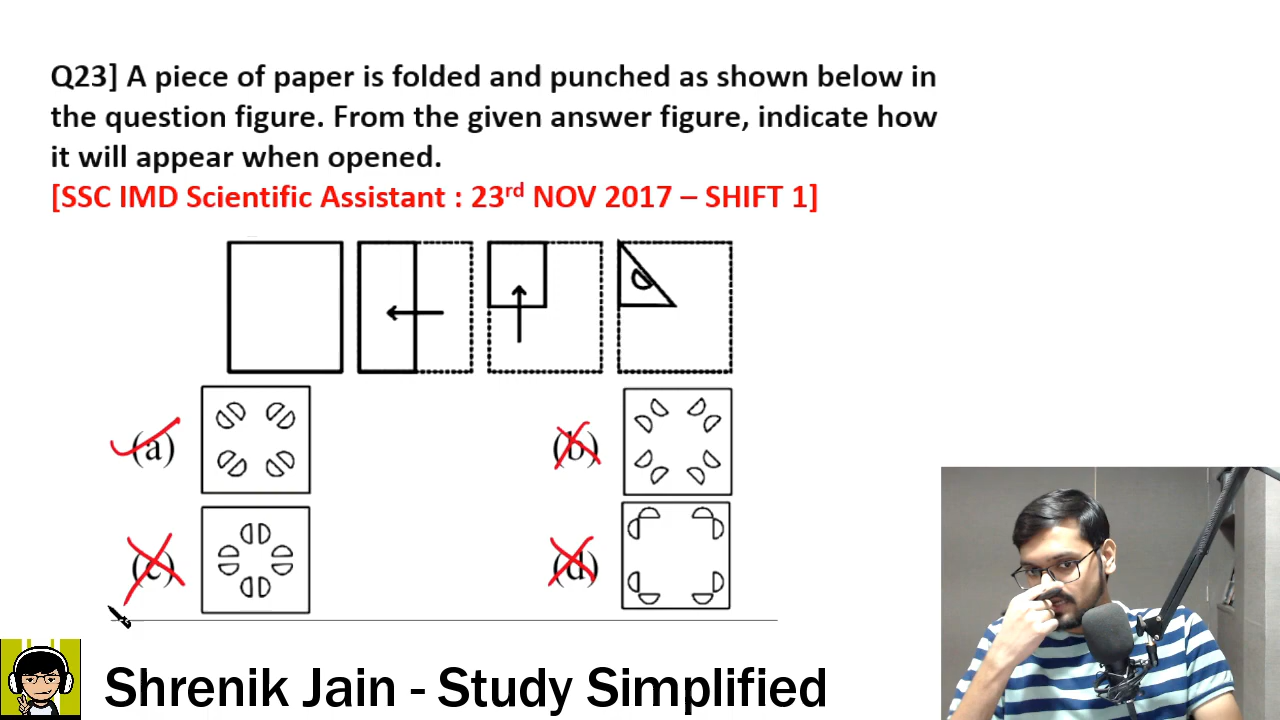 Q23] A piece of paper is folded and punched as shown below in
the question figure. From the given answer figure, indicate how
it will appear when opened.
[SSC IMD Scientific Assistant : 23rd NOV 2017 – SHIFT 1]
(a)
(b)
(c)
(d)
Shrenik Jain - Study Simplified